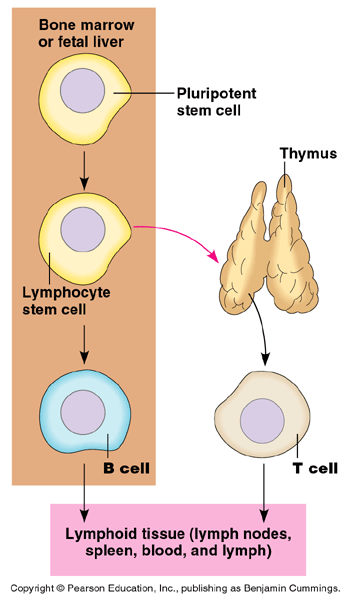 Bone marrow
or fetal liver
Pluripotent
stem cell
Thymus
Lymphocyte
stem cell
B cell
T cell
Lymphoid tissue (lymph nodes,
spleen, blood, and lymph)
Copyright © Pearson Education, Inc., publishing as Benjamin Cummings.